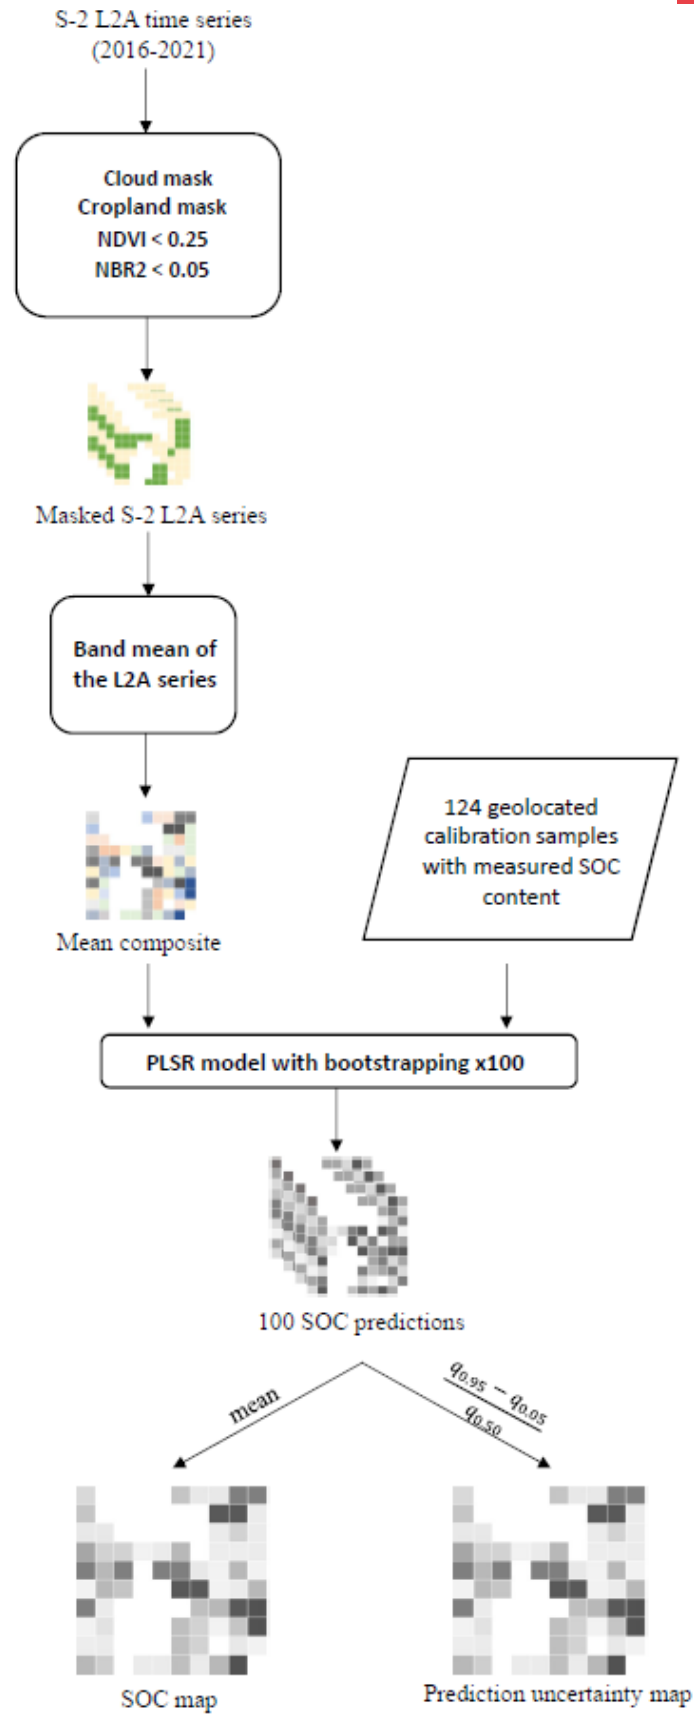 S-2 L2A time series
(2016-2021)
Cloud mask
Cropland mask
NDVI < 0.25
NBR2 < 0.05
Masked S-2 L2A series
Band mean of
the L2A series
124 geolocated
calibration samples
with measured SOC
content
Mean composite
PLSR model with bootstrapping x100
100 SOC predictions
mean
q0.95 − q0.05
q0.50
SOC map
Prediction uncertainty map